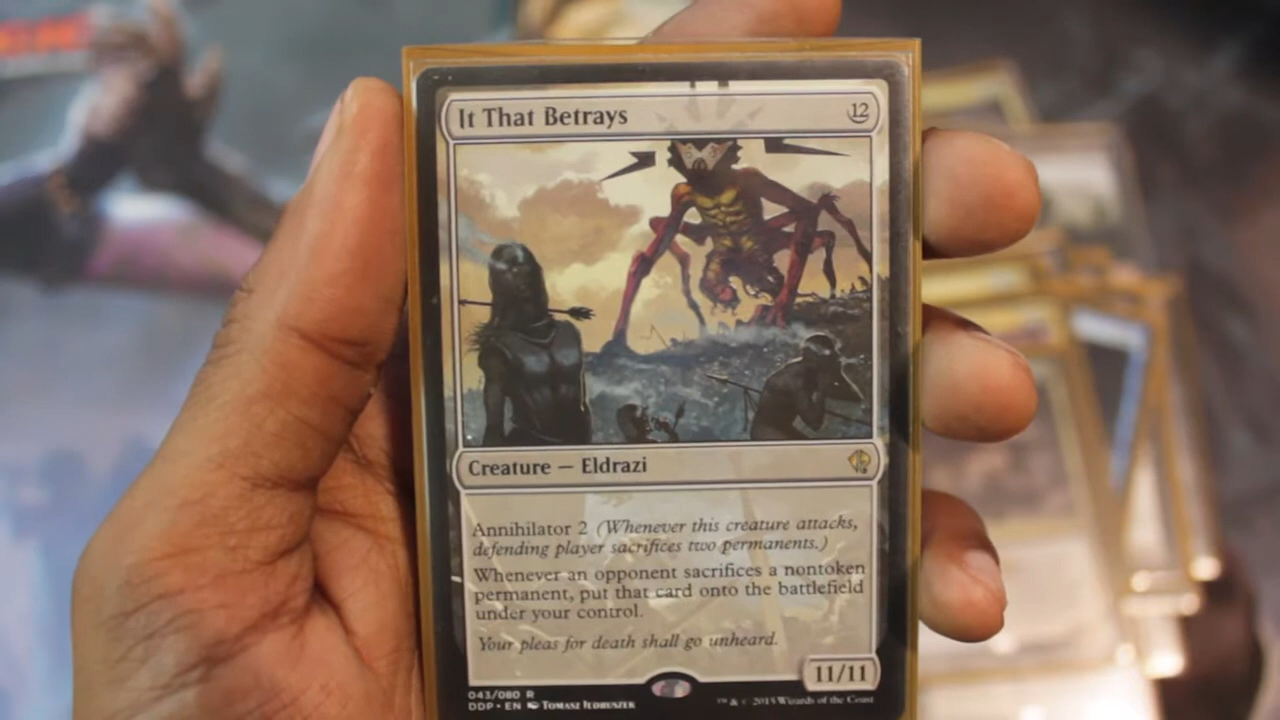 It That Betrays
12
Creature — Eldrazi
Annihilator 2 (Whenever this creature attacks,
defending player sacrifices two permanents.)
Whenever an opponent sacrifices a nontoken
permanent, put that card onto the battlefield
under your control.
Your pleas for death shall go unheard.
11/11
043/080 R
DDP • EN Tomasz Jedruszek
™ & © 2015 Wizards of the Coast